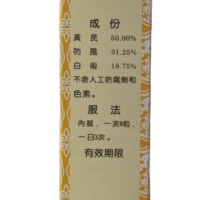 成份
黃芪 50.00%
防風 31.25%
白術 18.75%
不含人工防腐劑和
色素。
服法
內服，一次8粒，
一日3次。
有效期限